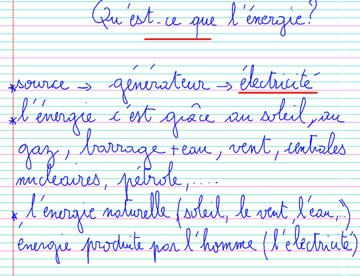 Qu'est-ce que l'énergie?
* source → générateur → électricité
* l'énergie c'est grâce au soleil, au
gaz, barrage + eau, vent, centrales
nucléaires, pétrole, ....
* l'énergie naturelle (soleil, le vent, l'eau, ..)
énergie produite par l'homme (l'électricité)